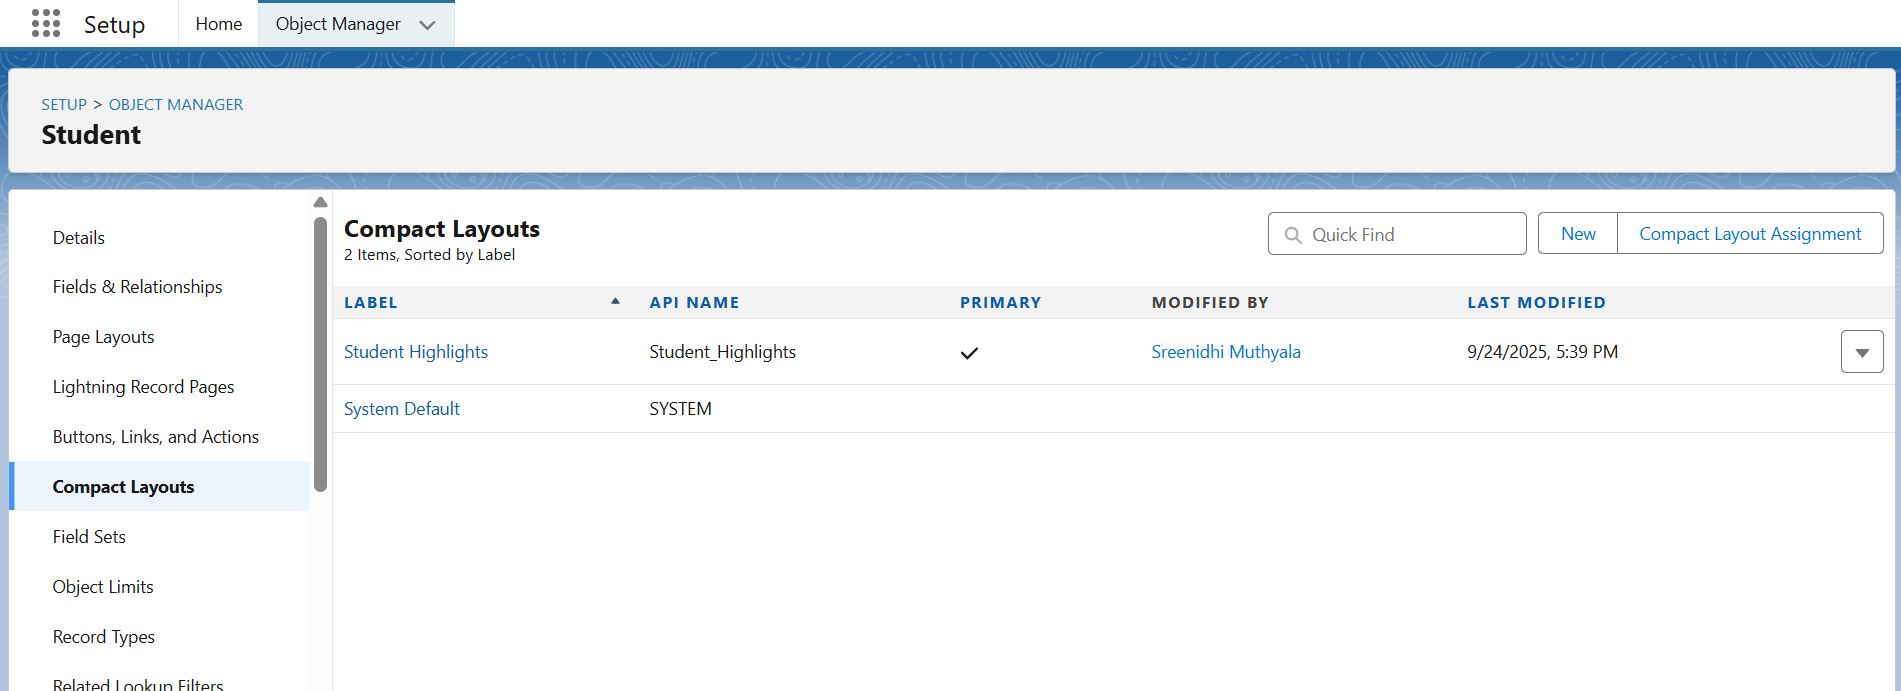 Setup
Home
Object Manager
SETUP > OBJECT MANAGER
Student
Details
Fields & Relationships
Page Layouts
Lightning Record Pages
Buttons, Links, and Actions
Compact Layouts
Field Sets
Object Limits
Record Types
Related Lookup Filters
Compact Layouts
2 Items, Sorted by Label
Quick Find
New
Compact Layout Assignment
LABEL API NAME PRIMARY MODIFIED BY LAST MODIFIED
Student Highlights Student_Highlights Sreenidhi Muthyala 9/24/2025, 5:39 PM
System Default SYSTEM